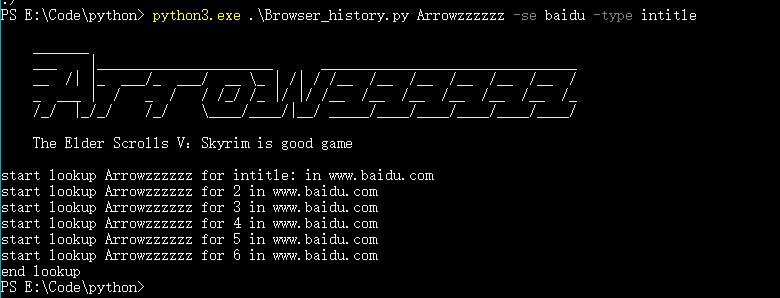 PS E:\Code\python> python3.exe .\Browser_history.py Arrowzzzzzz -se baidu -type intitle
The Elder Scrolls V: Skyrim is good game
start lookup Arrowzzzzzz for intitle: in www.baidu.com
start lookup Arrowzzzzzz for 2 in www.baidu.com
start lookup Arrowzzzzzz for 3 in www.baidu.com
start lookup Arrowzzzzzz for 4 in www.baidu.com
start lookup Arrowzzzzzz for 5 in www.baidu.com
start lookup Arrowzzzzzz for 6 in www.baidu.com
end lookup
PS E:\Code\python>